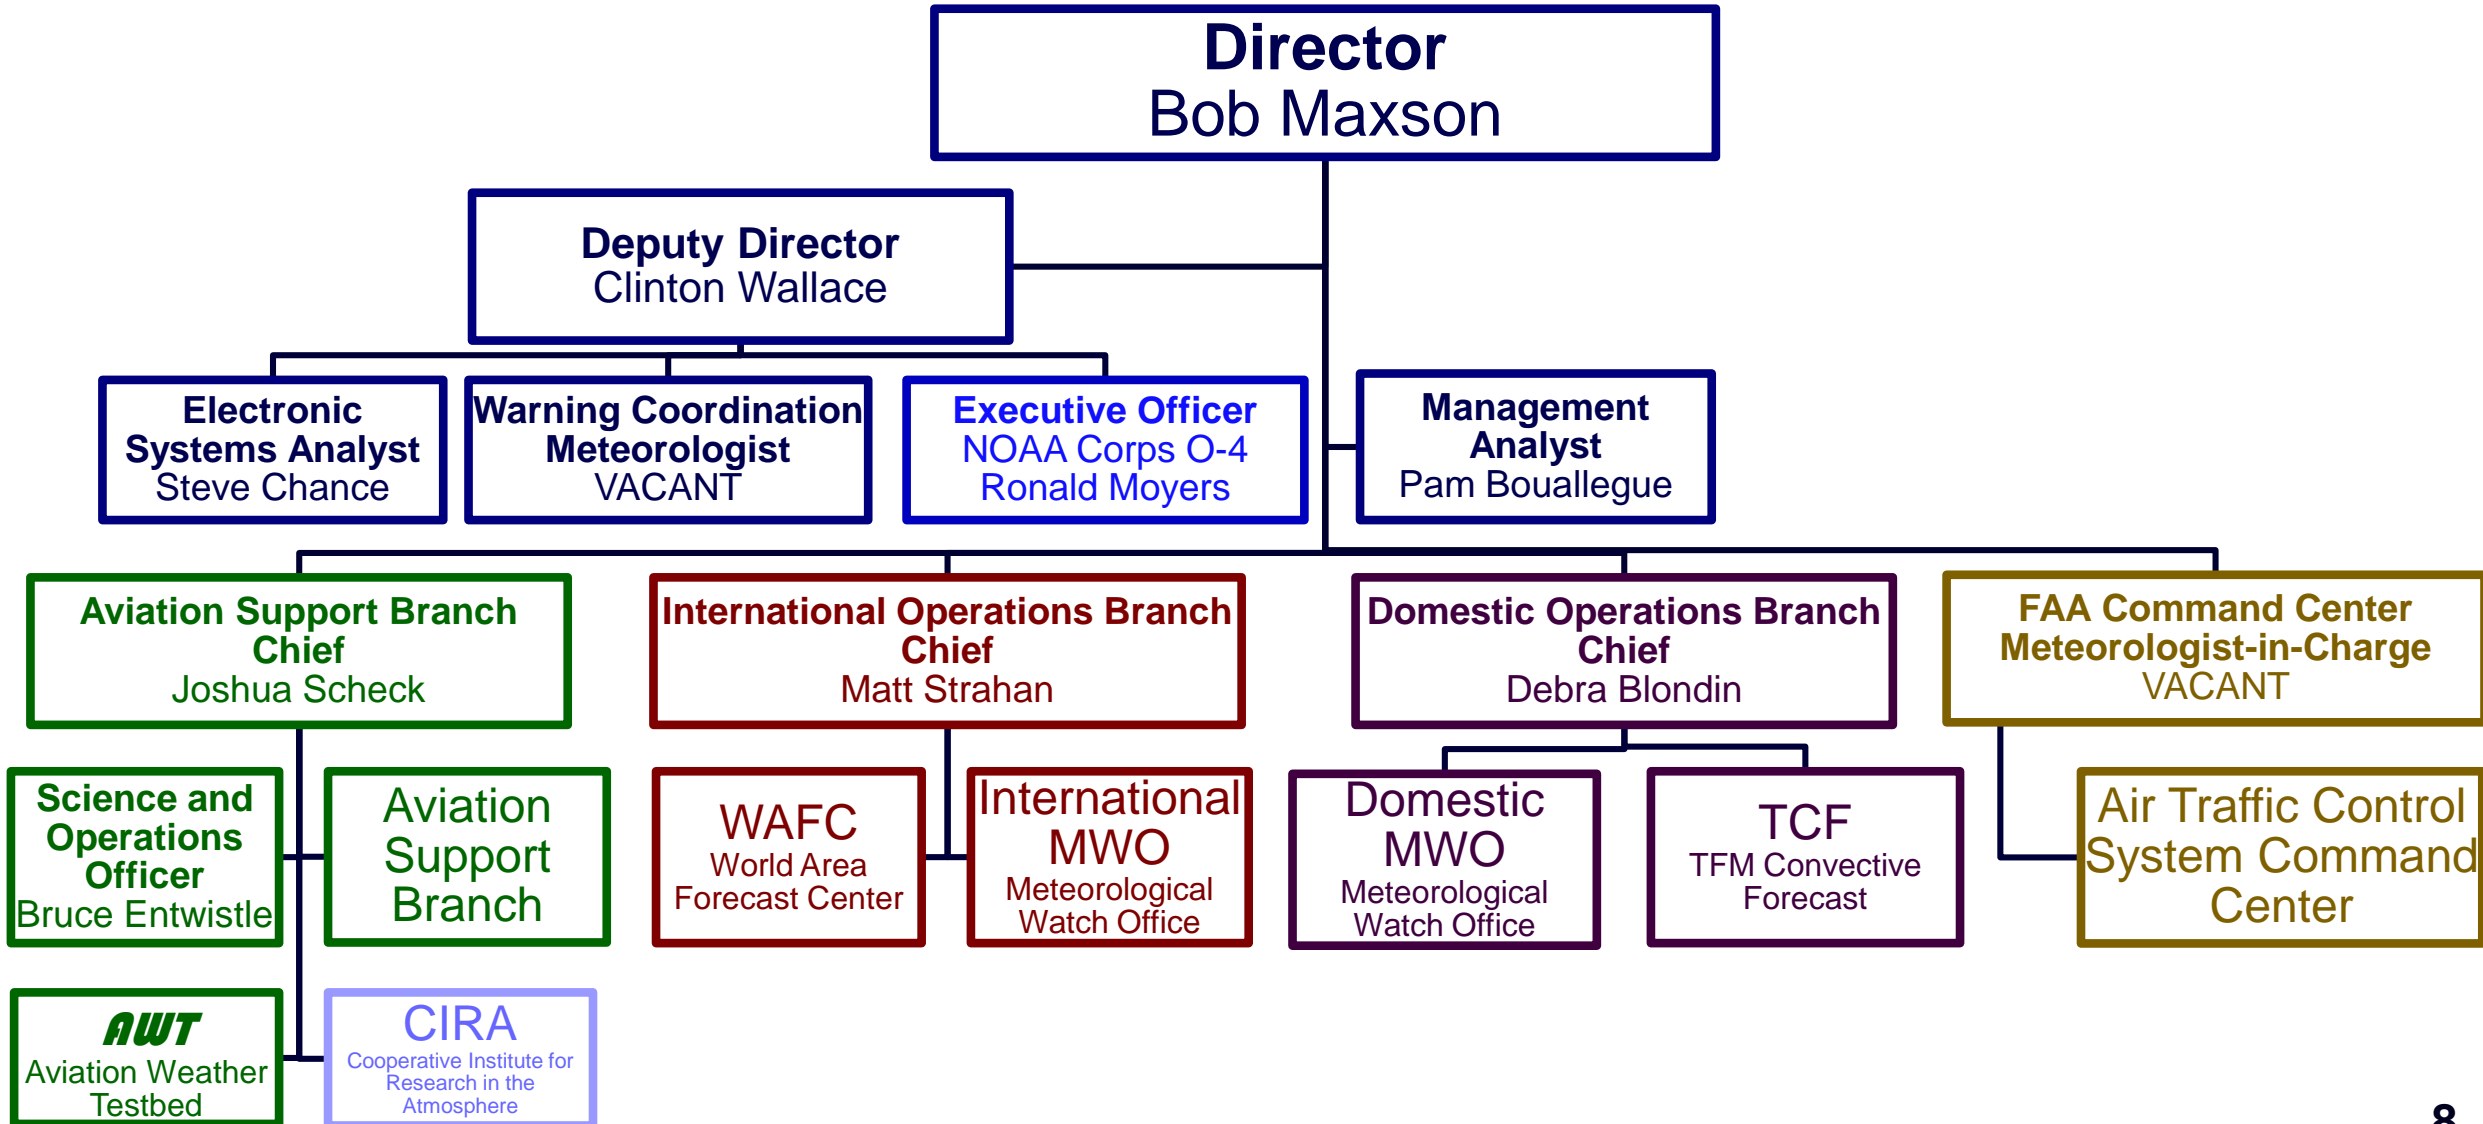 Director
Bob Maxson
Deputy Director
Clinton Wallace
Electronic
Systems Analyst
Steve Chance
Warning Coordination
Meteorologist
VACANT
Executive Officer
NOAA Corps O-4
Ronald Moyers
Management
Analyst
Pam Bouallegue
Aviation Support Branch
Chief
Joshua Scheck
International Operations Branch
Chief
Matt Strahan
Domestic Operations Branch
Chief
Debra Blondin
FAA Command Center
Meteorologist-in-Charge
VACANT
Science and
Operations
Officer
Bruce Entwistle
Aviation
Support
Branch
WAFC
World Area
Forecast Center
International
MWO
Meteorological
Watch Office
Domestic
MWO
Meteorological
Watch Office
TCF
TFM Convective
Forecast
Air Traffic Control
System Command
Center
AWT
Aviation Weather
Testbed
CIRA
Cooperative Institute for
Research in the
Atmosphere
8